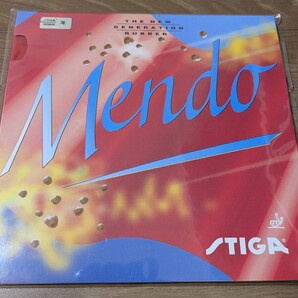 THE NEW
GENERATION
RUBBER
Mendo
STIGA